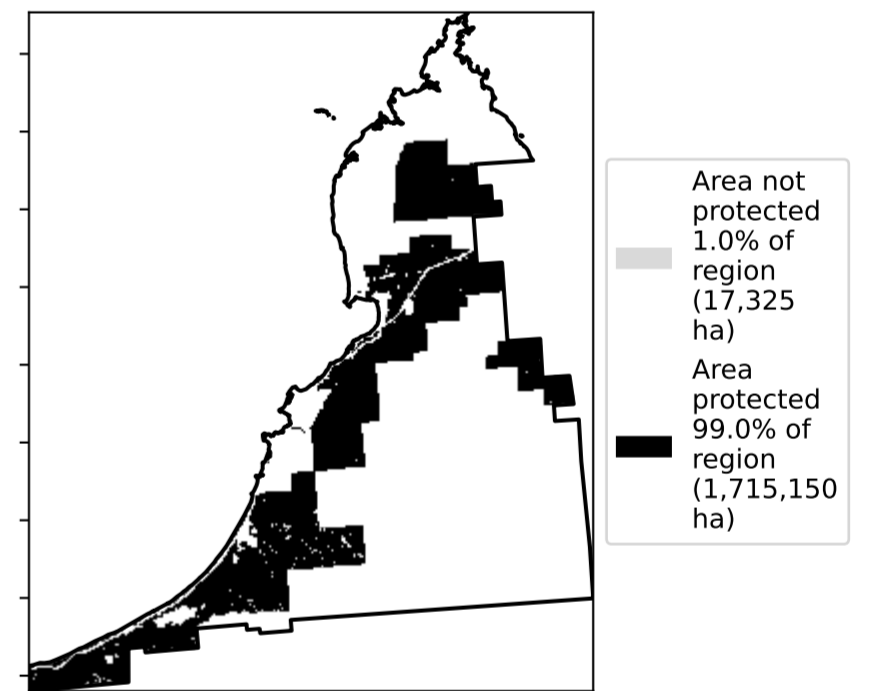 Area not
protected
1.0% of
region
(17,325
ha)
Area
protected
99.0% of
region
(1,715,150
ha)